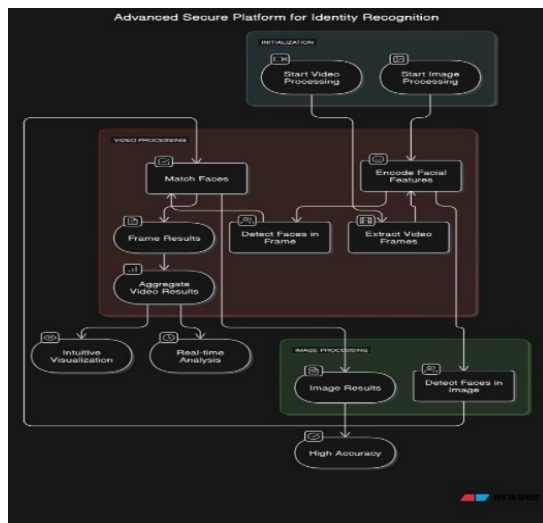 Advanced Secure Platform for Identity Recognition
INITIALIZATION
Start Video
Processing
Start Image
Processing
VIDEO PROCESSING
Match Faces
Encode Facial
Features
Frame Results
Detect Faces in
Frame
Extract Video
Frames
Aggregate
Video Results
Intuitive
Visualization
Real-time
Analysis
IMAGE PROCESSING
Image Results
Detect Faces in
Image
High Accuracy
eraser